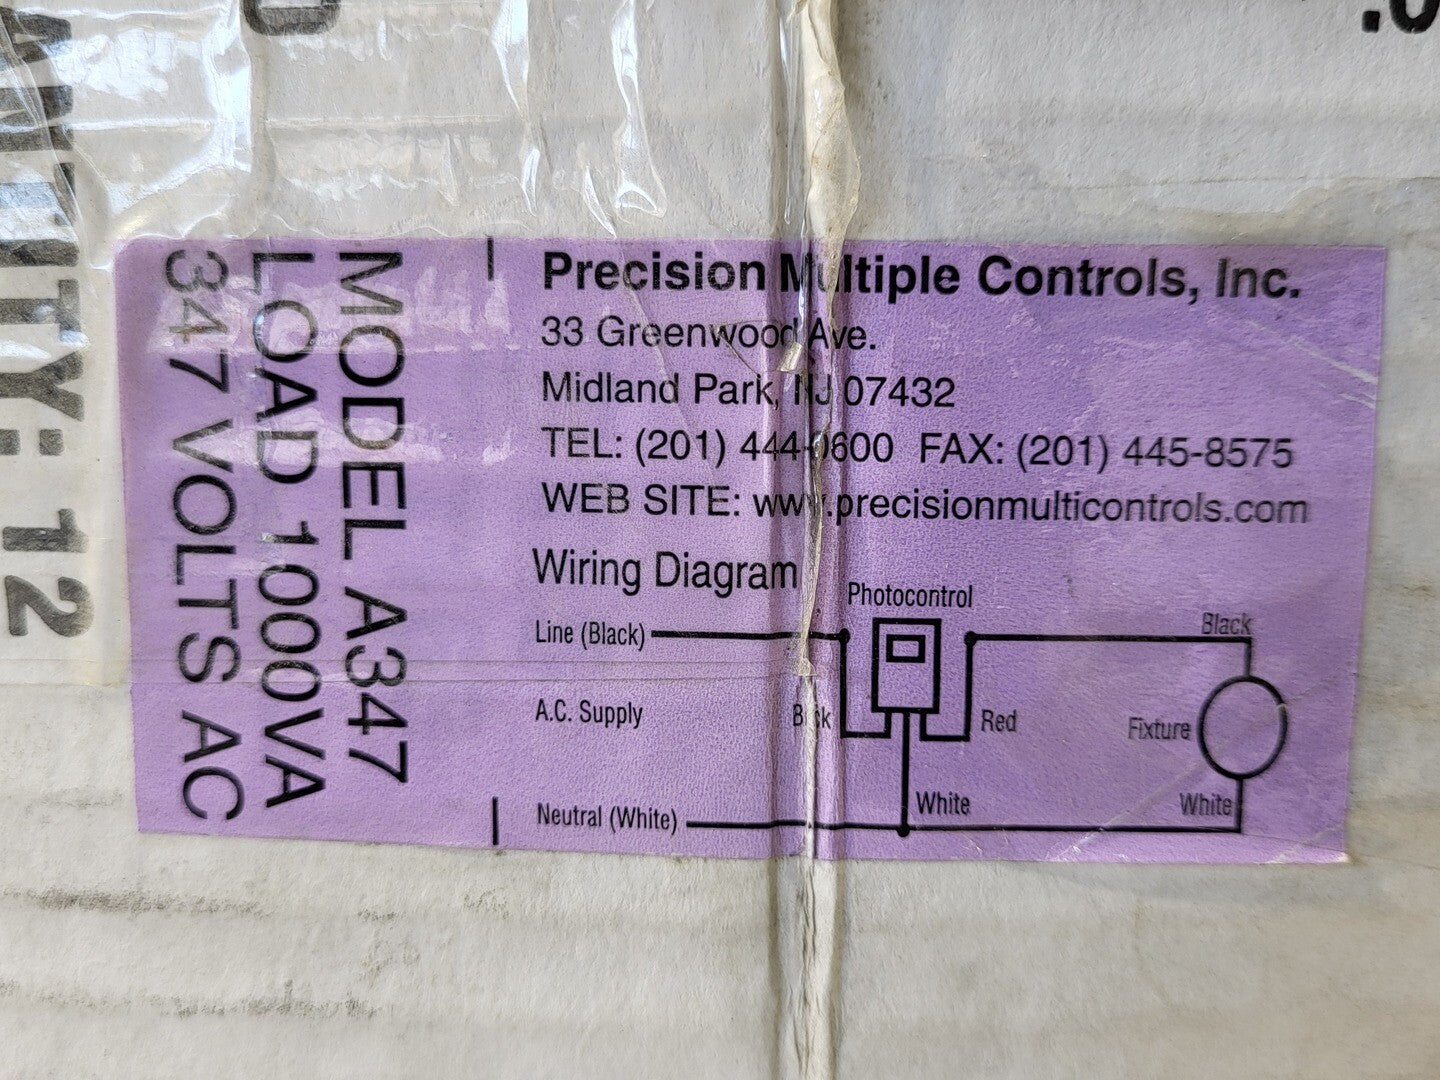 Precision Multiple Controls, Inc.
33 Greenwood Ave.
Midland Park, NJ 07432
TEL: (201) 444-0600 FAX: (201) 445-8575
WEB SITE: www.precisionmulticontrols.com
Wiring Diagram
Photocontrol
Line (Black)
Black
A.C. Supply
Black
Red
Fixture
Neutral (White)
White
White
MODEL A347
LOAD 1000VA
347 VOLTS AC
QUANTITY: 12